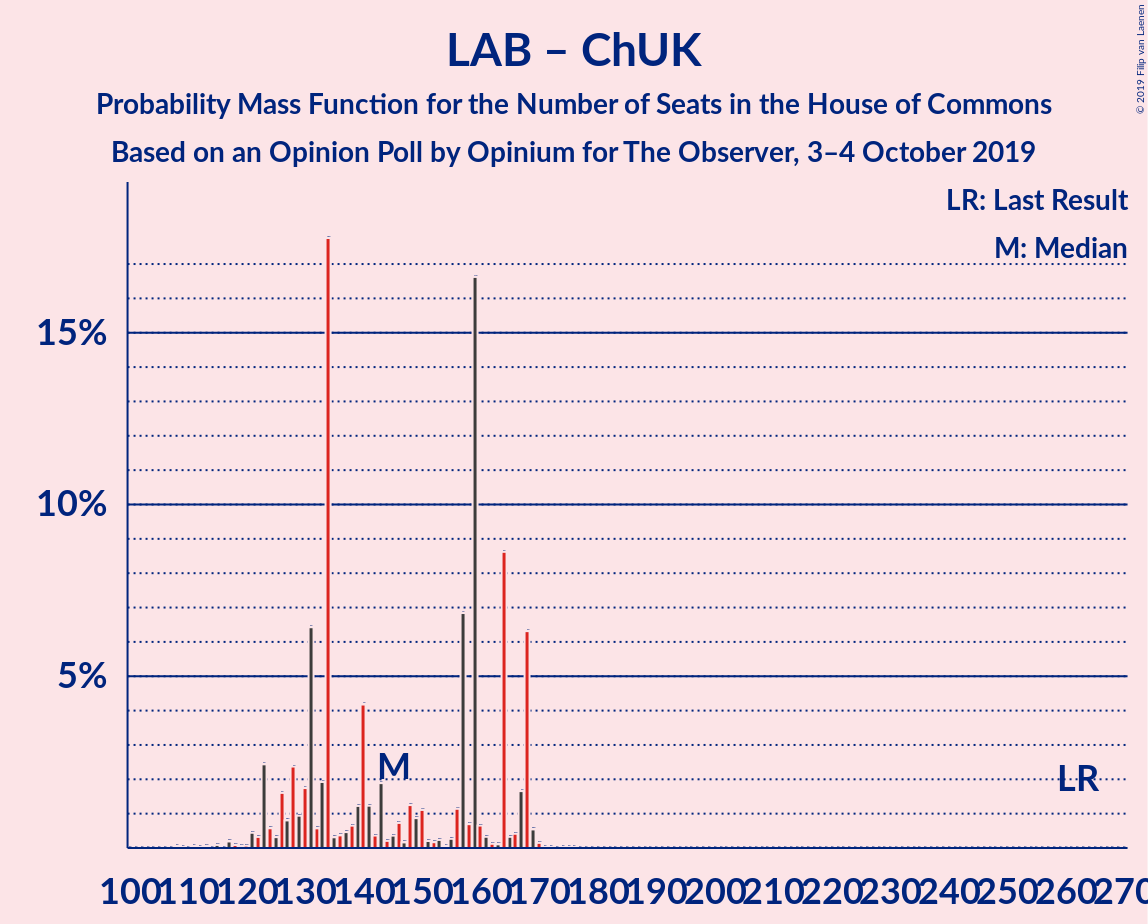 LAB – ChUK
Probability Mass Function for the Number of Seats in the House of Commons
Based on an Opinion Poll by Opinium for The Observer, 3–4 October 2019
© 2019 Filip van Laenen
LR: Last Result
M: Median
15%
10%
5%
M
LR
100 110 120 130 140 150 160 170 180 190 200 210 220 230 240 250 260 270